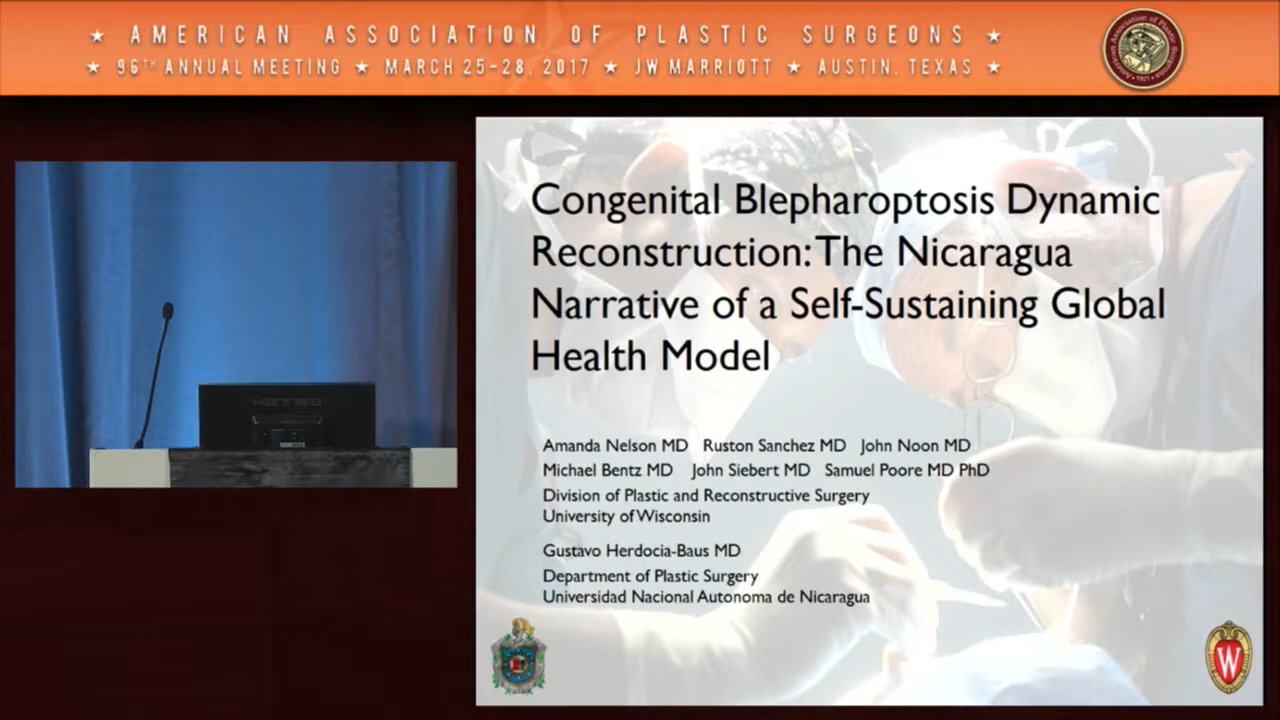 ★ AMERICAN ASSOCIATION OF PLASTIC SURGEONS ★
★ 96TH ANNUAL MEETING ★ MARCH 25-28, 2017 ★ JW MARRIOTT ★ AUSTIN, TEXAS ★
Congenital Blepharoptosis Dynamic
Reconstruction: The Nicaragua
Narrative of a Self-Sustaining Global
Health Model
Amanda Nelson MD Ruston Sanchez MD John Noon MD
Michael Bentz MD John Siebert MD Samuel Poore MD PhD
Division of Plastic and Reconstructive Surgery
University of Wisconsin
Gustavo Herdocia-Baus MD
Department of Plastic Surgery
Universidad Nacional Autonoma de Nicaragua
W